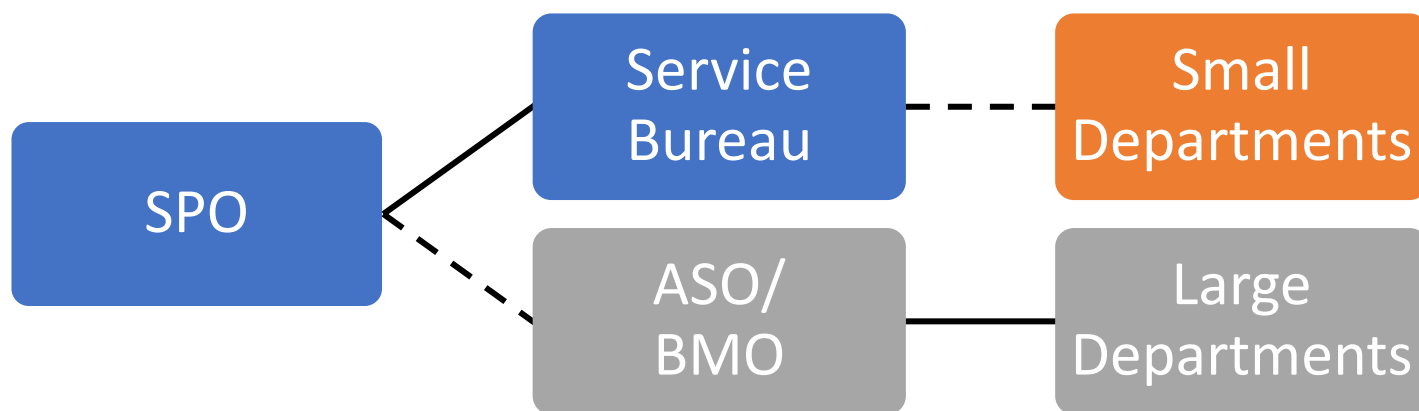 SPO
Service
Bureau
Small
Departments
ASO/
BMO
Large
Departments